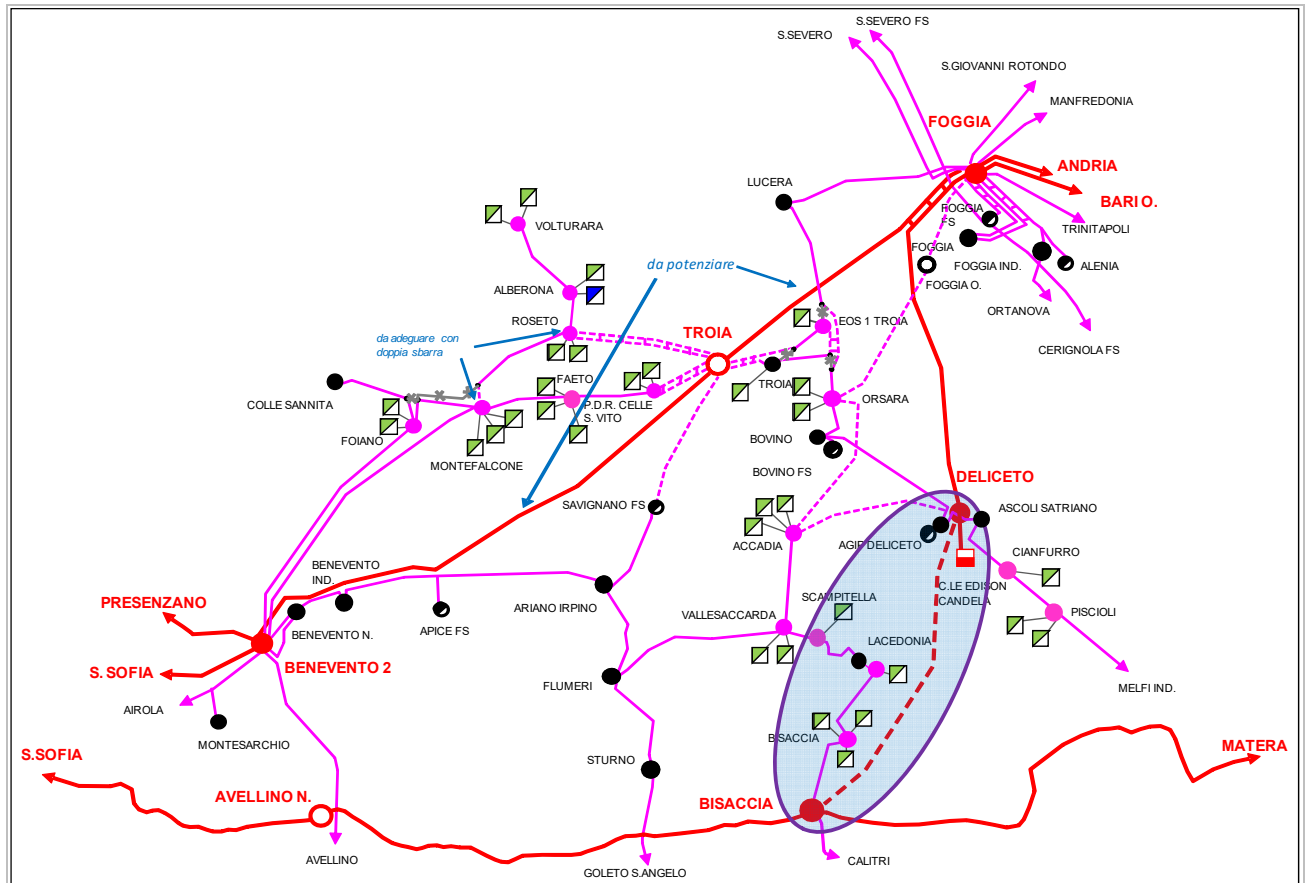 S.SEVERO FS
S.SEVERO
S.GIOVANNI ROTONDO
MANFREDONIA
FOGGIA
ANDRIA
LUCERA
BARI O.
FOGGIA
FS
TRINITAPOLI
VOLTURARA
FOGGIA
FOGGIA IND.
ALENIA
da potenziare
FOGGIA O.
ALBERONA
ORTANOVA
ROSETO
EOS 1 TROIA
TROIA
CERIGNOLA FS
da adeguare con
doppia sbarra
TROIA
FAETO
COLLE SANNITA
P.D.R. CELLE
S. VITO
ORSARA
FOIANO
BOVINO
MONTEFALCONE
BOVINO FS
DELICETO
SAVIGNANO FS
ASCOLI SATRIANO
ACCADIA
AGIP DELICETO
CIANFURRO
BENEVENTO
IND.
C.LE EDISON
CANDELA
PRESENZANO
ARIANO IRPINO
SCAMPITELLA
PISCIOLI
VALLESACCARDA
BENEVENTO N.
APICE FS
LACEDONIA
S. SOFIA
BENEVENTO 2
FLUMERI
MELFI IND.
AIROLA
MONTESARCHIO
BISACCIA
S.SOFIA
STURNO
MATERA
AVELLINO N.
BISACCIA
AVELLINO
CALITRI
GOLETO S.ANGELO